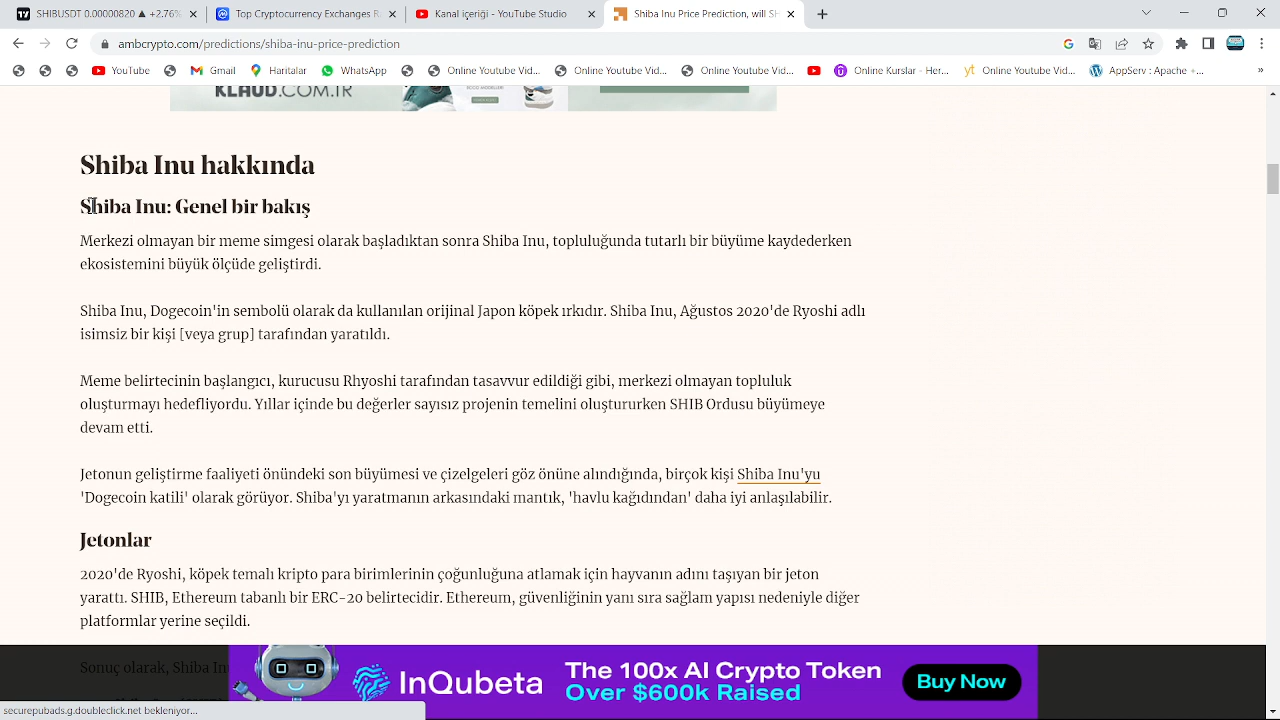 SHIBUSDT 0.00000820 ▲ +2.76%
Top Cryptocurrency Exchanges
Kanal içeriği - YouTube Studio
Shiba Inu Price Prediction, wil SH
ambcrypto.com/predictions/shiba-inu-price-prediction
YouTube
Gmail
Haritalar
WhatsApp
Online Youtube Vid...
Online Youtube Vid...
Online Youtube Vid...
Online Kurslar - Her...
yt Online Youtube Vid...
App Servis : Apache +...
KLAUD.COM.IR
Shiba Inu hakkında
Shiba Inu: Genel bir bakış
Merkezi olmayan bir meme simgesi olarak başladıktan sonra Shiba Inu, topluluğunda tutarlı bir büyüme kaydederken
ekosistemini büyük ölçüde geliştirdi.
Shiba Inu, Dogecoin'in sembolü olarak da kullanılan orijinal Japon köpek ırkıdır. Shiba Inu, Ağustos 2020'de Ryoshi adlı
isimsiz bir kişi [veya grup] tarafından yaratıldı.
Meme belirtecinin başlangıcı, kurucusu Rhyoshi tarafından tasavvur edildiği gibi, merkezi olmayan topluluk
oluşturmayı hedefliyordu. Yıllar içinde bu değerler sayısız projenin temelini oluştururken SHIB Ordusu büyümeye
devam etti.
Jetonun geliştirme faaliyeti önündeki son büyümesi ve çizelgeleri göz önüne alındığında, birçok kişi Shiba Inu'yu
'Dogecoin katili' olarak görüyor. Shiba'yı yaratmanın arkasındaki mantık, 'havlu kağıdından' daha iyi anlaşılabilir.
Jetonlar
2020'de Ryoshi, köpek temalı kripto para birimlerinin çoğunluğuna atlamak için hayvanın adını taşıyan bir jeton
yarattı. SHIB, Ethereum tabanlı bir ERC-20 belirtecidir. Ethereum, güvenliğinin yanı sıra sağlam yapısı nedeniyle diğer
platformlar yerine seçildi.
Sonuç olarak, Shiba Inu
InQubeta
The 100x AI Crypto Token
Over $600k Raised
Buy Now
securepubads.g.doubleclick.net bekleniyor...